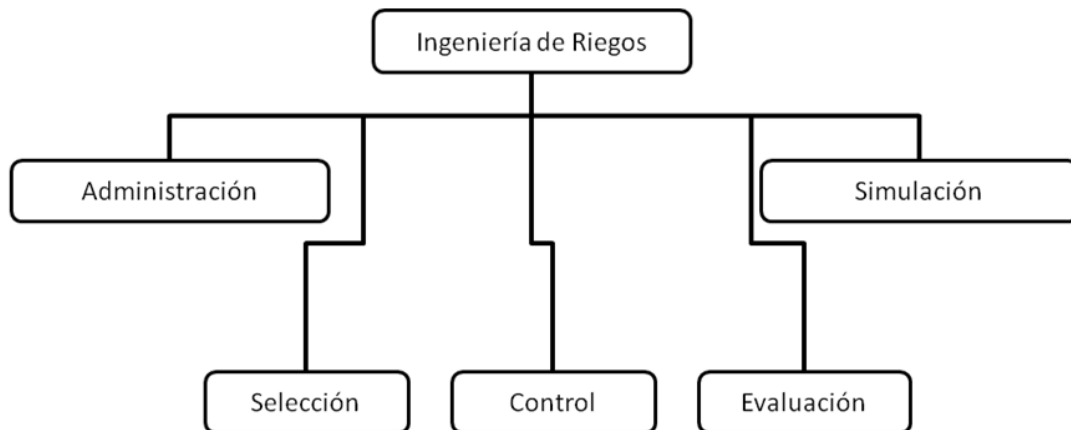 Ingeniería de Riegos
Administración
Simulación
Selección
Control
Evaluación